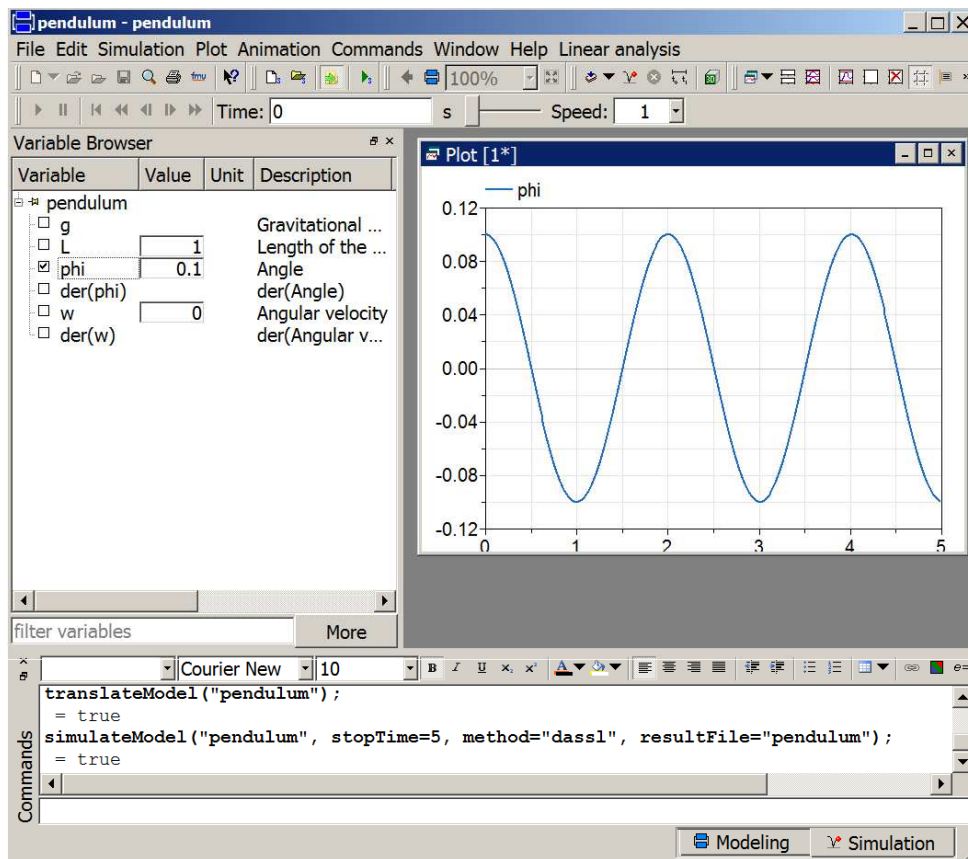 pendulum - pendulum
File Edit Simulation Plot Animation Commands Window Help Linear analysis
fmu 100%
Time: 0 s Speed: 1
Variable Browser
Plot [1*]
Variable Value Unit Description
pendulum
g Gravitational ...
L 1 Length of the ...
phi 0.1 Angle
der(phi) der(Angle)
w 0 Angular velocity
der(w) der(Angular v...
phi
0.12
0.08
0.04
0.00
-0.04
-0.08
-0.12
0 1 2 3 4 5
filter variables More
Courier New 10 B I U x₂ x² A e=
translateModel("pendulum");
= true
simulateModel("pendulum", stopTime=5, method="dassl", resultFile="pendulum");
= true
Commands
Modeling Simulation